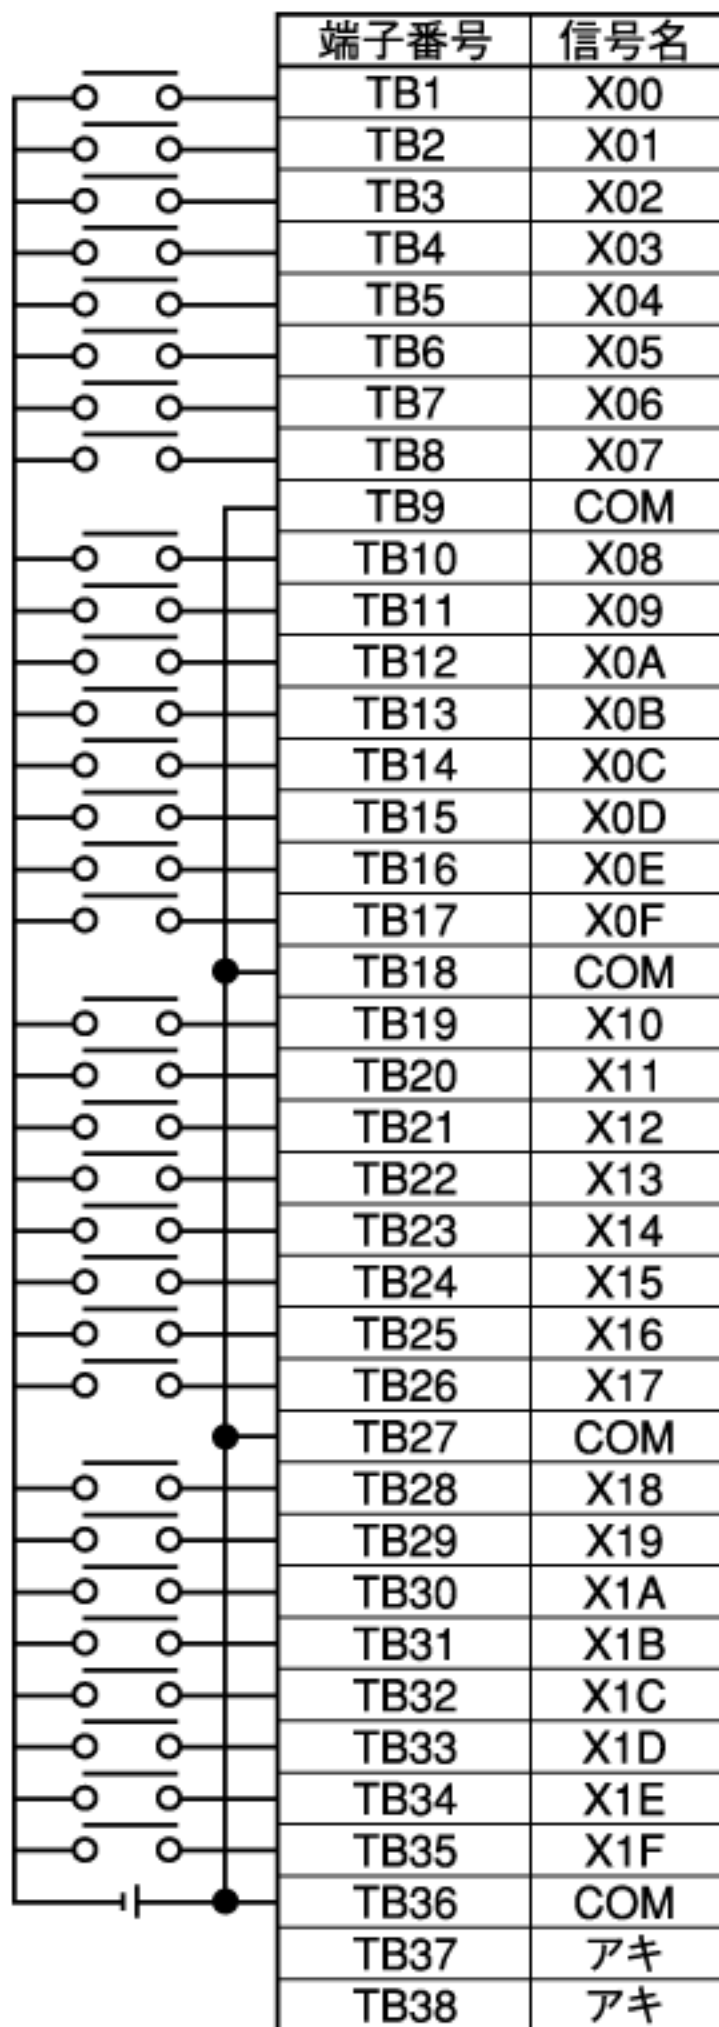 端子番号 信号名
TB1 X00
TB2 X01
TB3 X02
TB4 X03
TB5 X04
TB6 X05
TB7 X06
TB8 X07
TB9 COM
TB10 X08
TB11 X09
TB12 X0A
TB13 X0B
TB14 X0C
TB15 X0D
TB16 X0E
TB17 X0F
TB18 COM
TB19 X10
TB20 X11
TB21 X12
TB22 X13
TB23 X14
TB24 X15
TB25 X16
TB26 X17
TB27 COM
TB28 X18
TB29 X19
TB30 X1A
TB31 X1B
TB32 X1C
TB33 X1D
TB34 X1E
TB35 X1F
TB36 COM
TB37 アキ
TB38 アキ